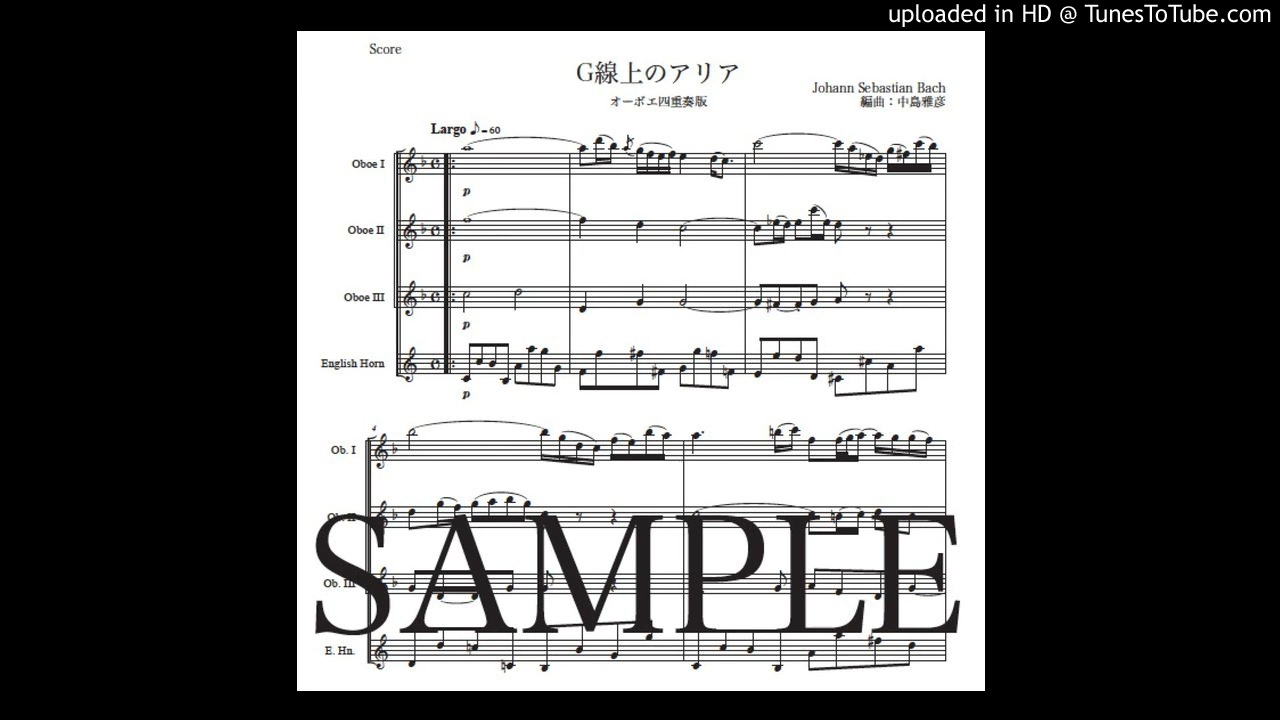 uploaded in HD @ TunesToTube.com
Score
G線上のアリア
オーボエ四重奏版
Johann Sebastian Bach
編曲：中島雅彦
Largo ♪=60
Oboe I
p
Oboe II
p
Oboe III
p
English Horn
p
4
Ob. I
Ob. II
Ob. III
E. Hn.
SAMPLE